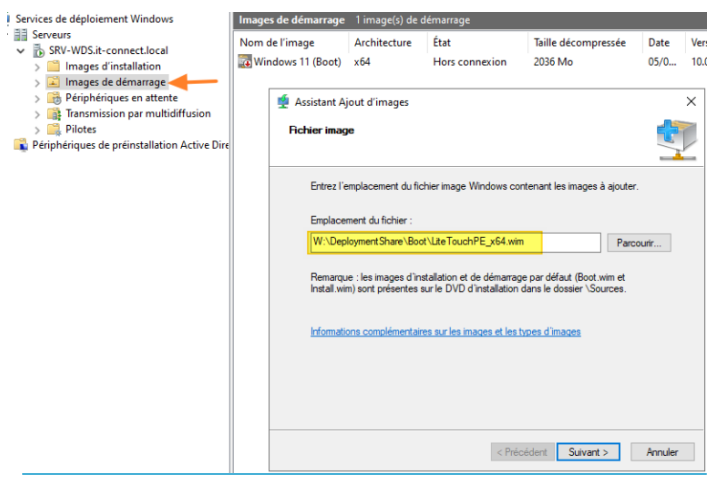 Services de déploiement Windows
Serveurs
SRV-WDS.it-connect.local
Images d'installation
Images de démarrage
Périphériques en attente
Transmission par multidiffusion
Pilotes
Périphériques de préinstallation Active Dire
Images de démarrage 1 image(s) de démarrage
Nom de l'image Architecture État Taille décompressée Date Vers
Windows 11 (Boot) x64 Hors connexion 2036 Mo 05/0... 10.0
Assistant Ajout d'images
Fichier image
Entrez l'emplacement du fichier image Windows contenant les images à ajouter.
Emplacement du fichier :
W:\DeploymentShare\Boot\LiteTouchPE_x64.wim
Parcourir...
Remarque : les images d'installation et de démarrage par défaut (Boot.wim et
Install.wim) sont présentes sur le DVD d'installation dans le dossier \Sources.
Informations complémentaires sur les images et les types d'images
< Précédent Suivant > Annuler